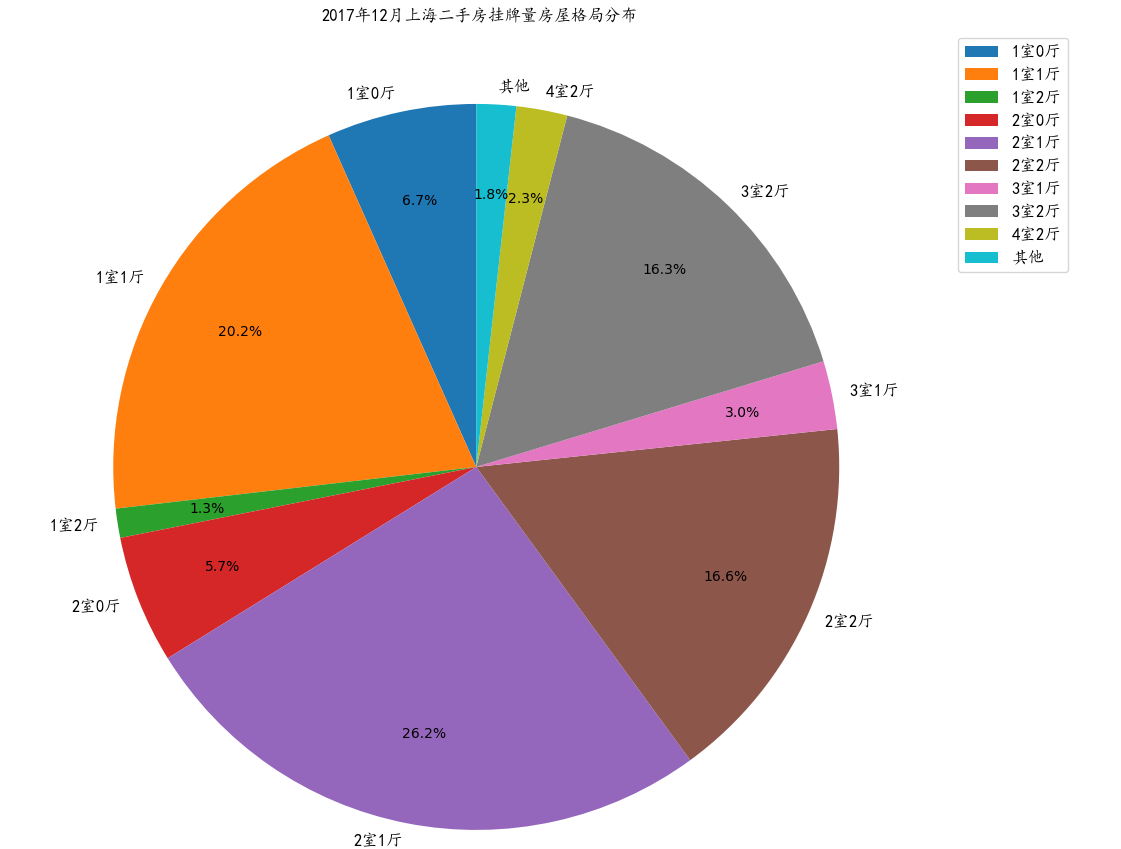 2017年12月上海二手房挂牌量房屋格局分布
1室0厅
1室1厅
1室2厅
2室0厅
2室1厅
2室2厅
3室1厅
3室2厅
4室2厅
其他
6.7%
20.2%
1.3%
5.7%
26.2%
16.6%
3.0%
16.3%
2.3%
1.8%
1室0厅
1室1厅
1室2厅
2室0厅
2室1厅
2室2厅
3室1厅
3室2厅
4室2厅
其他